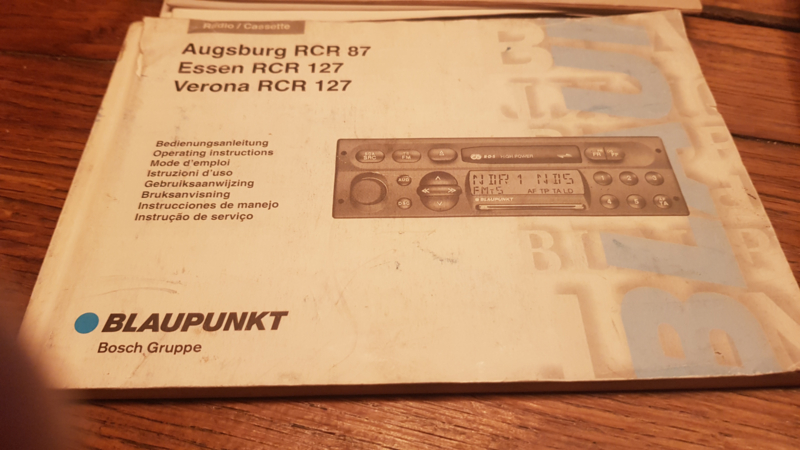 Radio / Cassette
Augsburg RCR 87
Essen RCR 127
Verona RCR 127
Bedienungsanleitung
Operating instructions
Mode d'emploi
Istruzioni d'uso
Gebruiksaanwijzing
Bruksanvisning
Instrucciones de manejo
Instrução de serviço
NDR 1 NDS
FMTS AF TP TA LD
BLAUPUNKT
BLAUPUNKT
Bosch Gruppe